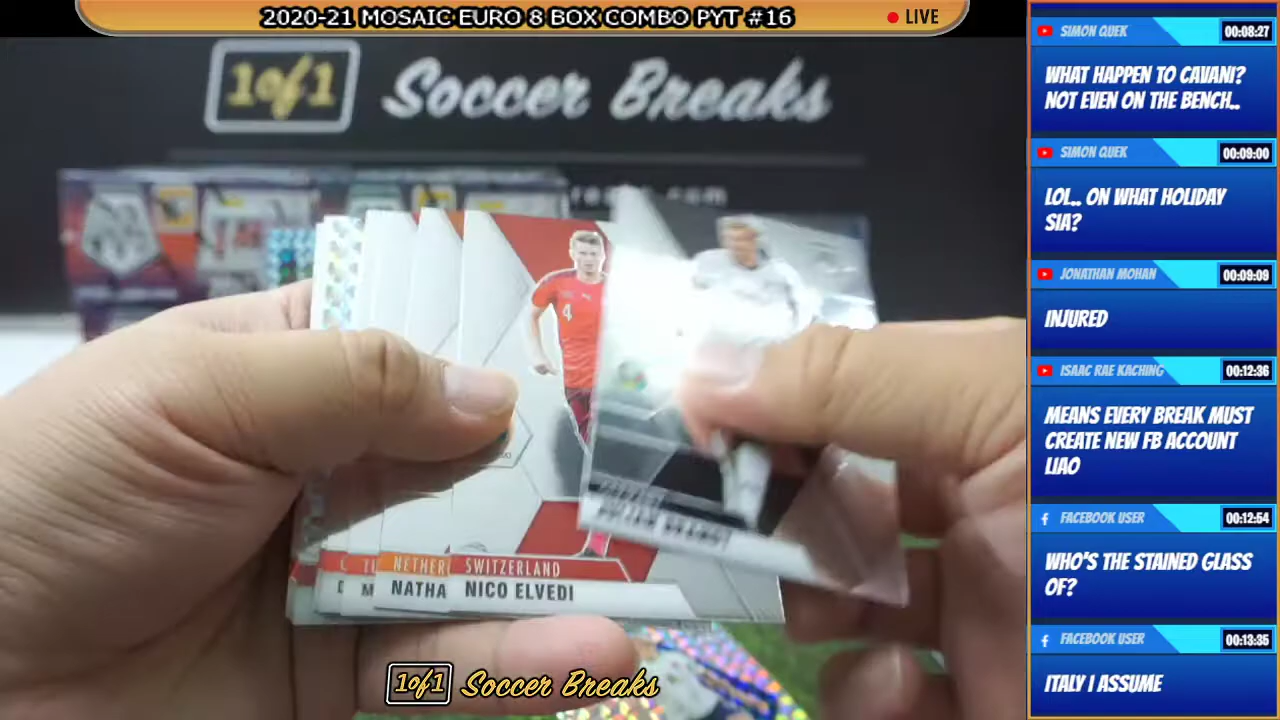 2020-21 MOSAIC EURO 8 BOX COMBO PYT #16
LIVE
1of1 Soccer Breaks
NETHER
NATHA
SWITZERLAND
NICO ELVEDI
4
1of1 Soccer Breaks
SIMON QUEK 00:08:27
WHAT HAPPEN TO CAVANI?
NOT EVEN ON THE BENCH..
SIMON QUEK 00:09:00
LOL.. ON WHAT HOLIDAY
SIA?
JONATHAN MOHAN 00:09:09
INJURED
ISAAC RAE KACHING 00:12:36
MEANS EVERY BREAK MUST
CREATE NEW FB ACCOUNT
LIAO
FACEBOOK USER 00:12:54
WHO'S THE STAINED GLASS
OF?
FACEBOOK USER 00:13:35
ITALY I ASSUME